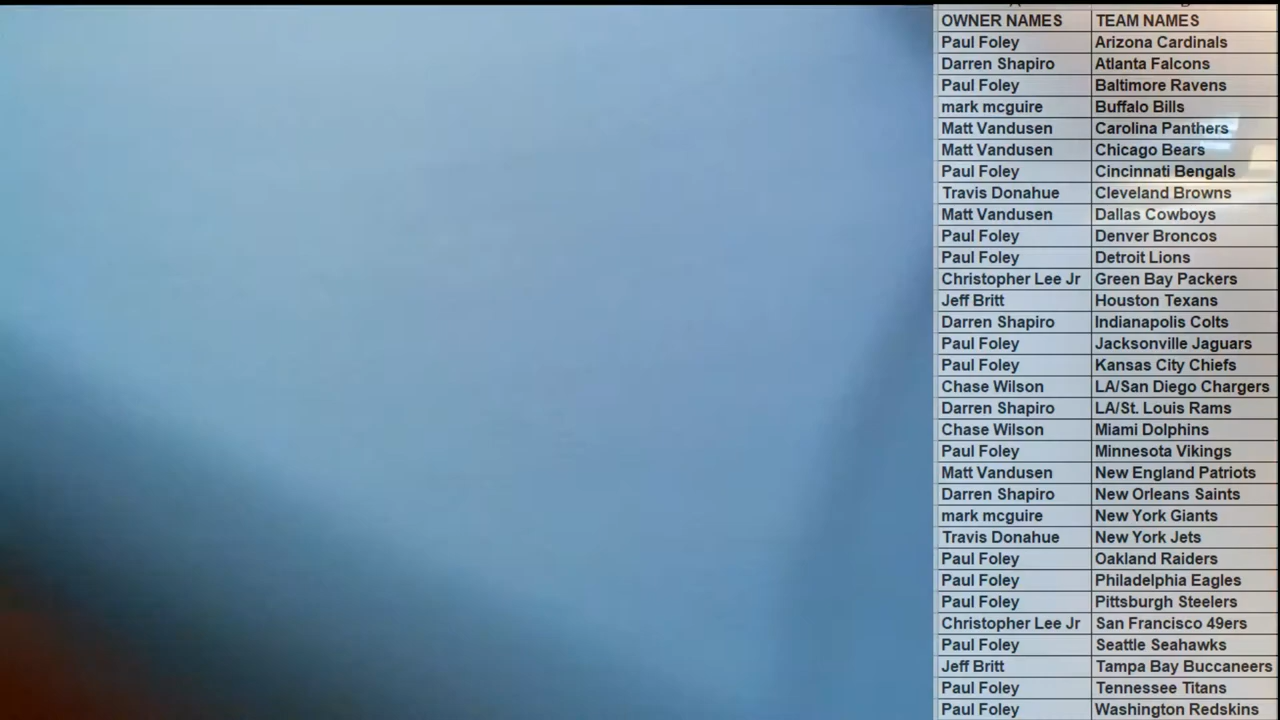 OWNER NAMES TEAM NAMES
Paul Foley Arizona Cardinals
Darren Shapiro Atlanta Falcons
Paul Foley Baltimore Ravens
mark mcguire Buffalo Bills
Matt Vandusen Carolina Panthers
Matt Vandusen Chicago Bears
Paul Foley Cincinnati Bengals
Travis Donahue Cleveland Browns
Matt Vandusen Dallas Cowboys
Paul Foley Denver Broncos
Paul Foley Detroit Lions
Christopher Lee Jr Green Bay Packers
Jeff Britt Houston Texans
Darren Shapiro Indianapolis Colts
Paul Foley Jacksonville Jaguars
Paul Foley Kansas City Chiefs
Chase Wilson LA/San Diego Chargers
Darren Shapiro LA/St. Louis Rams
Chase Wilson Miami Dolphins
Paul Foley Minnesota Vikings
Matt Vandusen New England Patriots
Darren Shapiro New Orleans Saints
mark mcguire New York Giants
Travis Donahue New York Jets
Paul Foley Oakland Raiders
Paul Foley Philadelphia Eagles
Paul Foley Pittsburgh Steelers
Christopher Lee Jr San Francisco 49ers
Paul Foley Seattle Seahawks
Jeff Britt Tampa Bay Buccaneers
Paul Foley Tennessee Titans
Paul Foley Washington Redskins